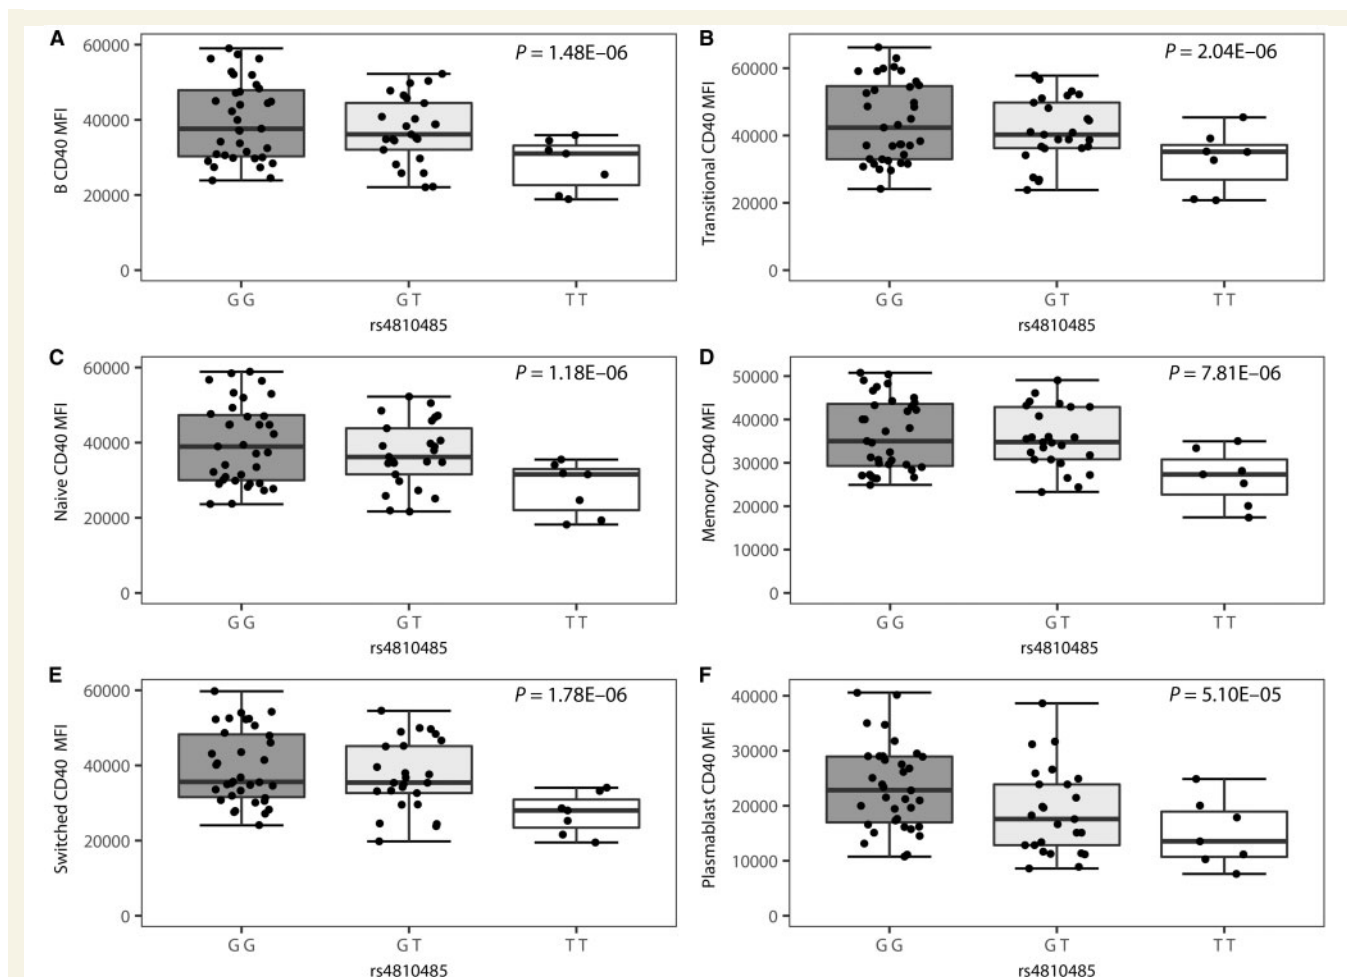 A
P = 1.48E–06
B CD40 MFI
60000
40000
20000
0
GG
GT
TT
rs4810485
B
P = 2.04E–06
Transitional CD40 MFI
60000
40000
20000
0
GG
GT
TT
rs4810485
C
P = 1.18E–06
Naive CD40 MFI
60000
40000
20000
0
GG
GT
TT
rs4810485
D
P = 7.81E–06
Memory CD40 MFI
50000
40000
30000
20000
10000
0
GG
GT
TT
rs4810485
E
P = 1.78E–06
Switched CD40 MFI
60000
40000
20000
0
GG
GT
TT
rs4810485
F
P = 5.10E–05
Plasmablast CD40 MFI
40000
30000
20000
10000
0
GG
GT
TT
rs4810485